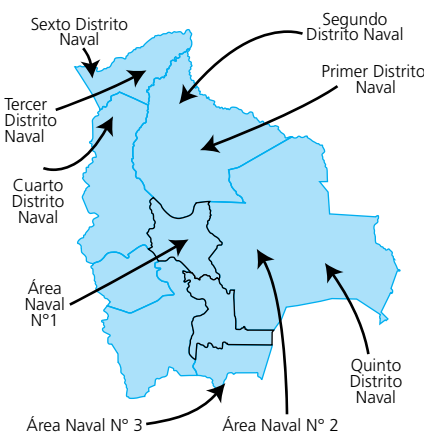 Sexto Distrito
Naval
Segundo
Distrito Naval
Primer Distrito
Naval
Tercer
Distrito
Naval
Cuarto
Distrito
Naval
Área
Naval
N°1
Quinto
Distrito
Naval
Área Naval N° 3
Área Naval N° 2